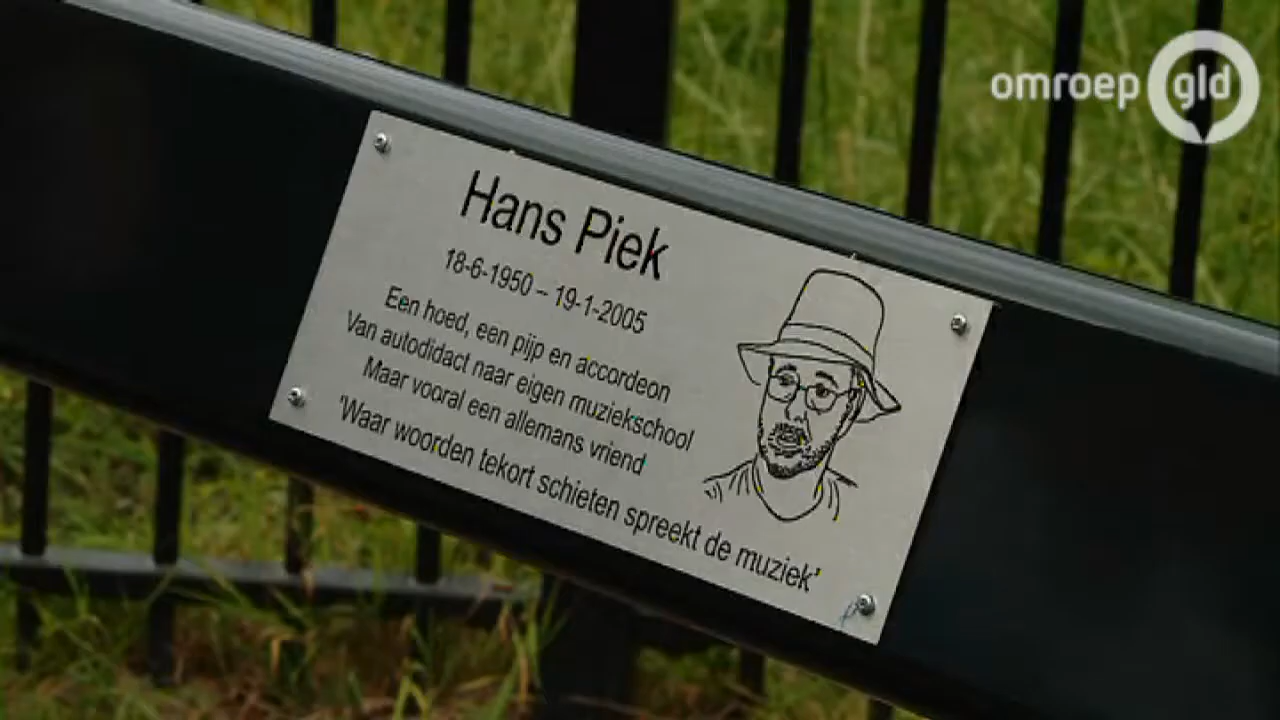 omroep gld
Hans Piek
18-6-1950 – 19-1-2005
Een hoed, een pijp en accordeon
Van autodidact naar eigen muziekschool
Maar vooral een allemans vriend
'Waar woorden tekort schieten spreekt de muziek'